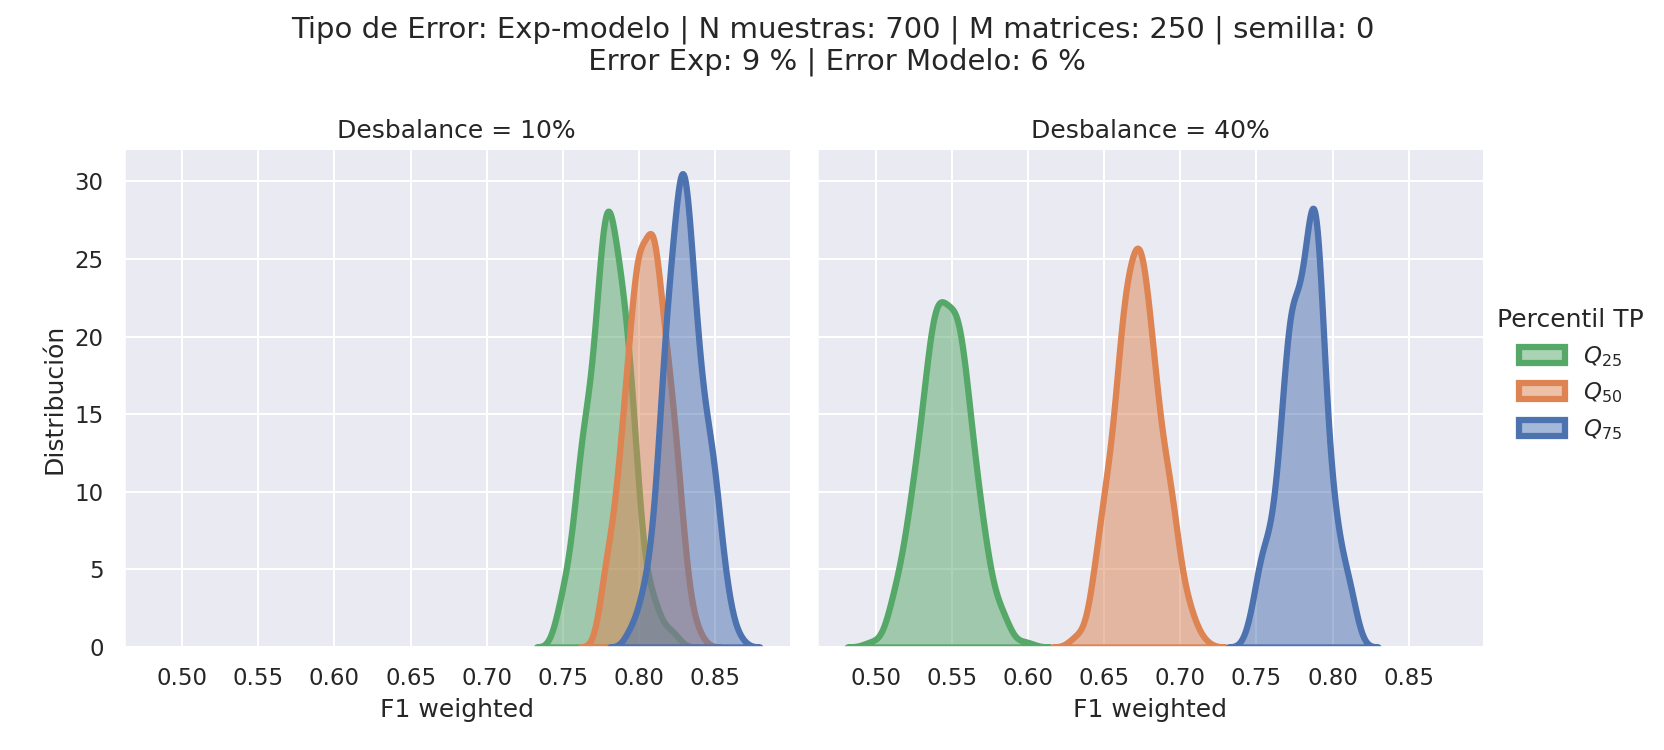 Tipo de Error: Exp-modelo | N muestras: 700 | M matrices: 250 | semilla: 0
Error Exp: 9 % | Error Modelo: 6 %
Desbalance = 10%
Desbalance = 40%
30
25
20
15
10
5
0
Distribución
0.50 0.55 0.60 0.65 0.70 0.75 0.80 0.85
F1 weighted
0.50 0.55 0.60 0.65 0.70 0.75 0.80 0.85
F1 weighted
Percentil TP
Q25
Q50
Q75